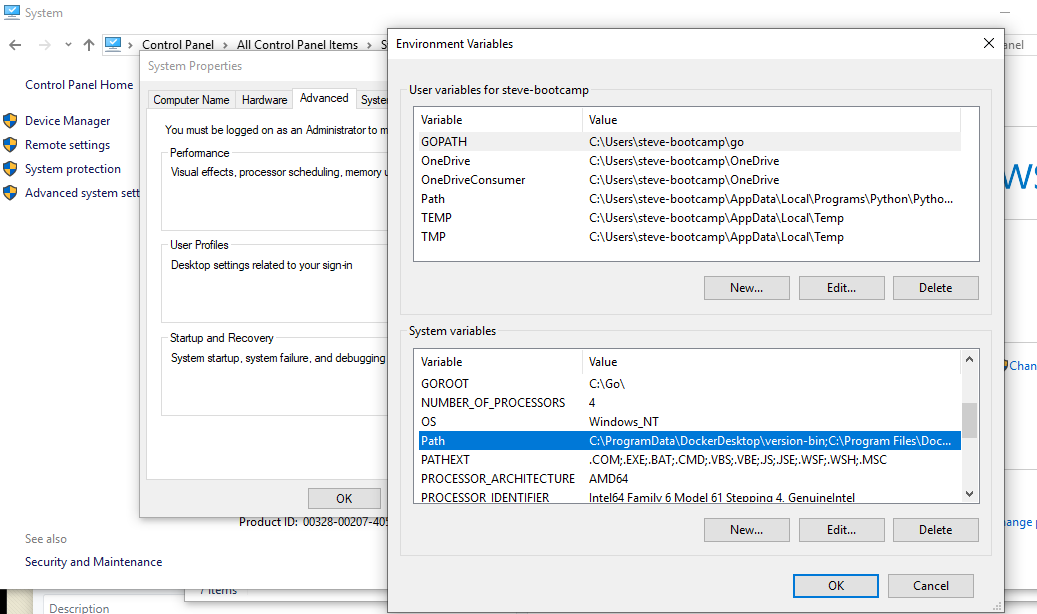 System
Control Panel > All Control Panel Items > S
Control Panel Home
Device Manager
Remote settings
System protection
Advanced system sett
See also
Security and Maintenance
System Properties
Computer Name Hardware Advanced Syste
You must be logged on as an Administrator to m
Performance
Visual effects, processor scheduling, memory u
User Profiles
Desktop settings related to your sign-in
Startup and Recovery
System startup, system failure, and debugging
OK
Product ID: 00328-00207-405
7 items
Description
Environment Variables
User variables for steve-bootcamp
Variable Value
GOPATH C:\Users\steve-bootcamp\go
OneDrive C:\Users\steve-bootcamp\OneDrive
OneDriveConsumer C:\Users\steve-bootcamp\OneDrive
Path C:\Users\steve-bootcamp\AppData\Local\Programs\Python\Pytho...
TEMP C:\Users\steve-bootcamp\AppData\Local\Temp
TMP C:\Users\steve-bootcamp\AppData\Local\Temp
New... Edit... Delete
System variables
Variable Value
GOROOT C:\Go\
NUMBER_OF_PROCESSORS 4
OS Windows_NT
Path C:\ProgramData\DockerDesktop\version-bin;C:\Program Files\Doc...
PATHEXT .COM;.EXE;.BAT;.CMD;.VBS;.VBE;.JS;.JSE;.WSF;.WSH;.MSC
PROCESSOR_ARCHITECTURE AMD64
PROCESSOR_IDENTIFIER Intel64 Family 6 Model 61 Stepping 4, GenuineIntel
New... Edit... Delete
OK Cancel
anel
ws
Chan
ange p